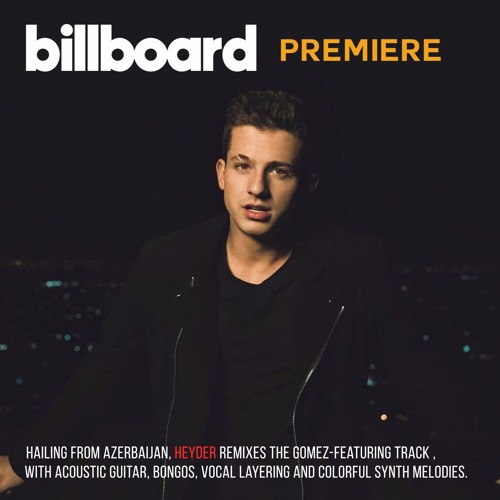 billboard PREMIERE
HAILING FROM AZERBAIJAN, HEYDER REMIXES THE GOMEZ-FEATURING TRACK ,
WITH ACOUSTIC GUITAR, BONGOS, VOCAL LAYERING AND COLORFUL SYNTH MELODIES.